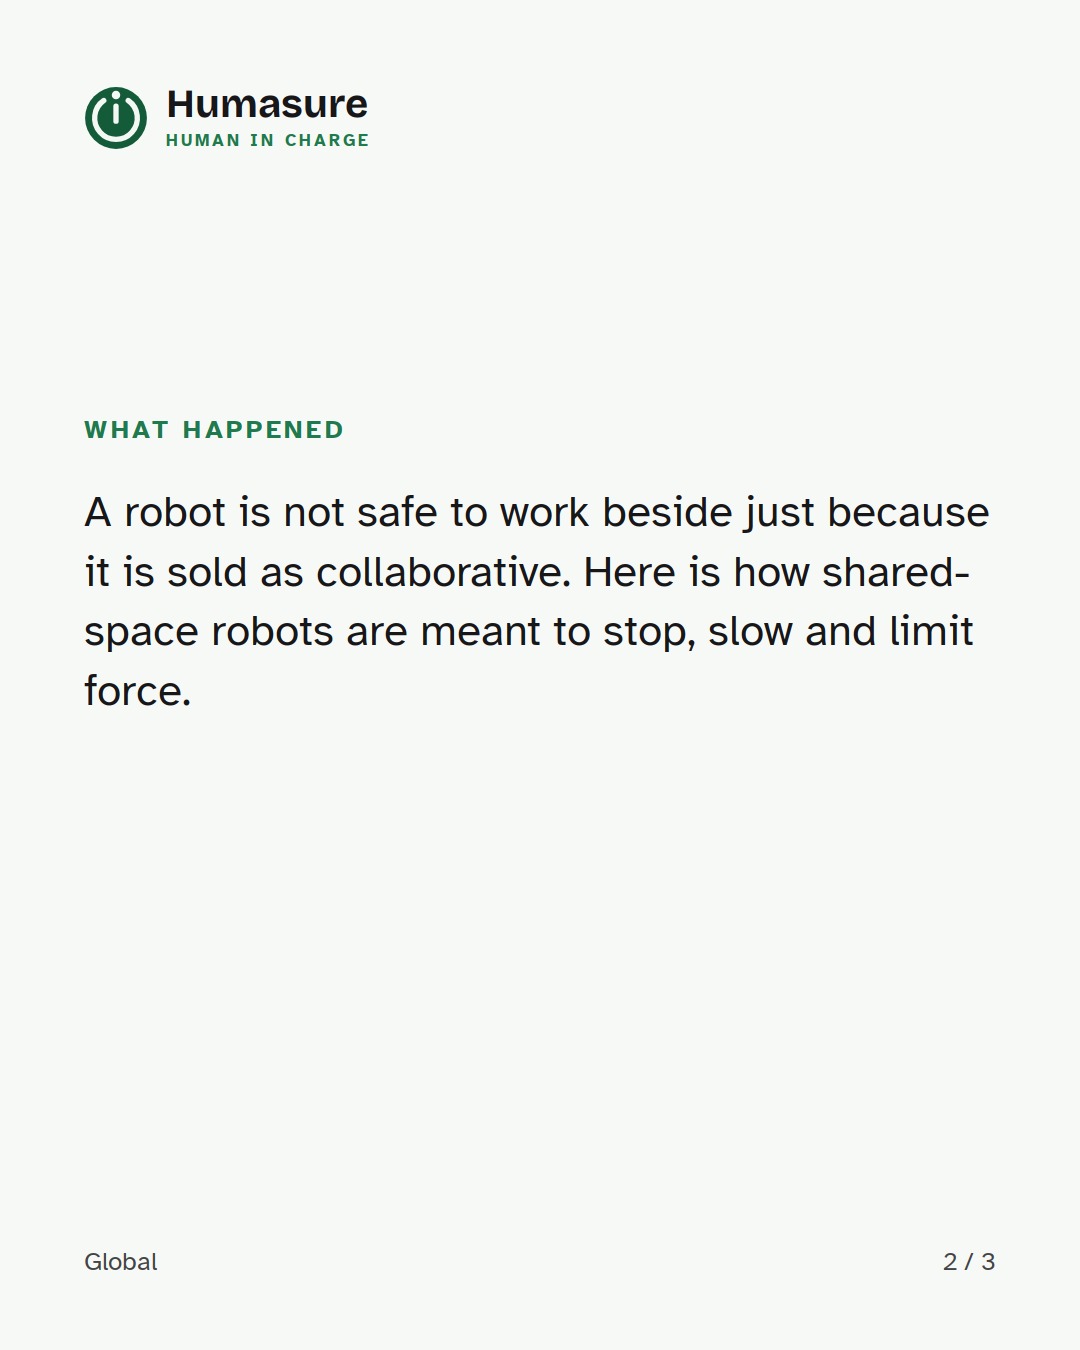 Humasure
HUMAN IN CHARGE
WHAT HAPPENED
A robot is not safe to work beside just because
it is sold as collaborative. Here is how shared-
space robots are meant to stop, slow and limit
force.
Global
2 / 3